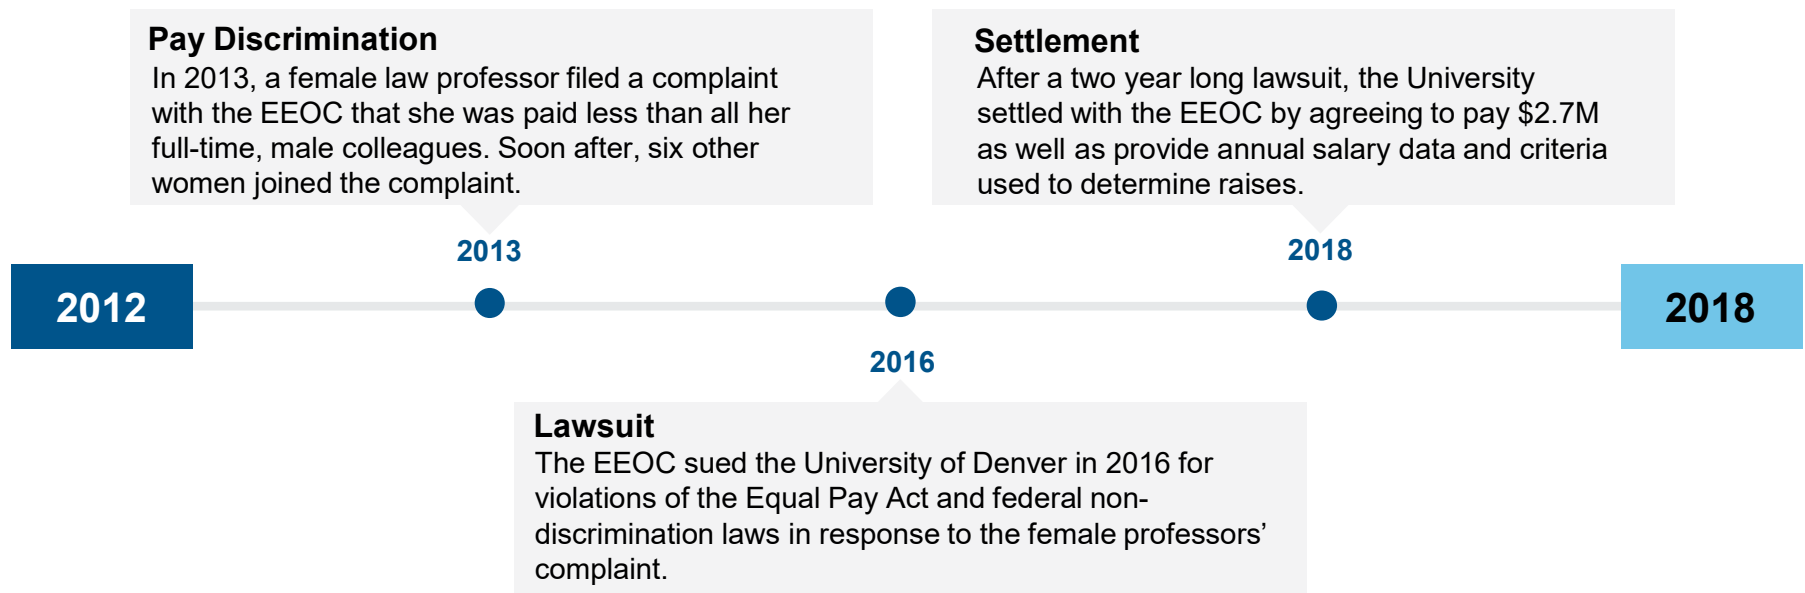 Pay Discrimination
In 2013, a female law professor filed a complaint
with the EEOC that she was paid less than all her
full-time, male colleagues. Soon after, six other
women joined the complaint.
Settlement
After a two year long lawsuit, the University
settled with the EEOC by agreeing to pay $2.7M
as well as provide annual salary data and criteria
used to determine raises.
2013
2018
2012
2018
2016
Lawsuit
The EEOC sued the University of Denver in 2016 for
violations of the Equal Pay Act and federal non-
discrimination laws in response to the female professors’
complaint.